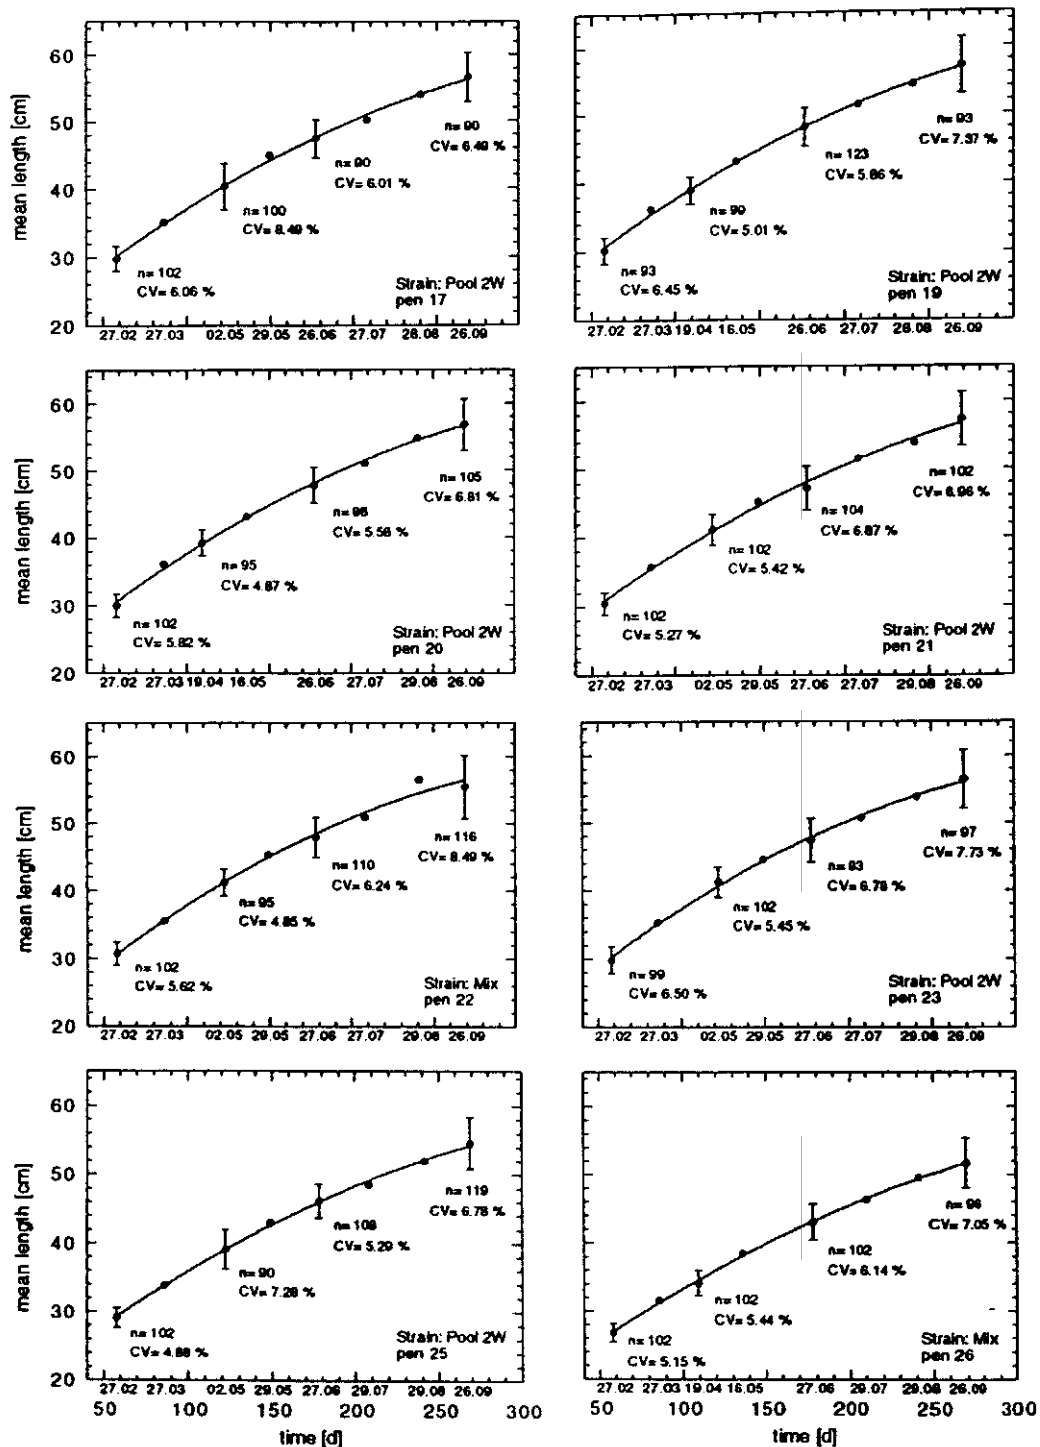 mean length [cm]
60
50
40
30
20
n= 102
CV= 6.06 %
n= 100
CV= 8.49 %
n= 90
CV= 6.01 %
n= 90
CV= 6.49 %
Strain: Pool 2W
pen 17
27.02 27.03 02.05 29.05 26.06 27.07 28.08 26.09
n= 93
CV= 6.45 %
n= 99
CV= 5.01 %
n= 123
CV= 5.86 %
n= 93
CV= 7.37 %
Strain: Pool 2W
pen 19
27.02 27.03 19.04 16.05 26.06 27.07 28.08 26.09
mean length [cm]
60
50
40
30
20
n= 102
CV= 5.82 %
n= 95
CV= 4.87 %
n= 98
CV= 5.56 %
n= 105
CV= 6.81 %
Strain: Pool 2W
pen 20
27.02 27.03 19.04 16.05 26.06 27.07 29.08 26.09
n= 102
CV= 5.27 %
n= 102
CV= 5.42 %
n= 104
CV= 6.87 %
n= 102
CV= 6.96 %
Strain: Pool 2W
pen 21
27.02 27.03 02.05 29.05 27.06 27.07 29.08 26.09
mean length [cm]
60
50
40
30
20
n= 102
CV= 5.62 %
n= 95
CV= 4.85 %
n= 110
CV= 6.24 %
n= 116
CV= 8.49 %
Strain: Mix
pen 22
27.02 27.03 02.05 29.05 27.06 27.07 29.08 26.09
n= 99
CV= 6.50 %
n= 102
CV= 5.45 %
n= 93
CV= 6.78 %
n= 97
CV= 7.73 %
Strain: Pool 2W
pen 23
27.02 27.03 02.05 29.05 27.06 27.07 29.08 26.09
mean length [cm]
60
50
40
30
20
n= 102
CV= 4.88 %
n= 90
CV= 7.28 %
n= 108
CV= 5.29 %
n= 119
CV= 6.78 %
Strain: Pool 2W
pen 25
27.02 27.03 02.05 29.05 27.06 29.07 29.08 26.09
50 100 150 200 250 300
time [d]
n= 102
CV= 5.15 %
n= 102
CV= 5.44 %
n= 102
CV= 6.14 %
n= 96
CV= 7.05 %
Strain: Mix
pen 26
27.02 27.03 19.04 16.05 27.06 29.07 29.08 26.09
50 100 150 200 250 300
time [d]